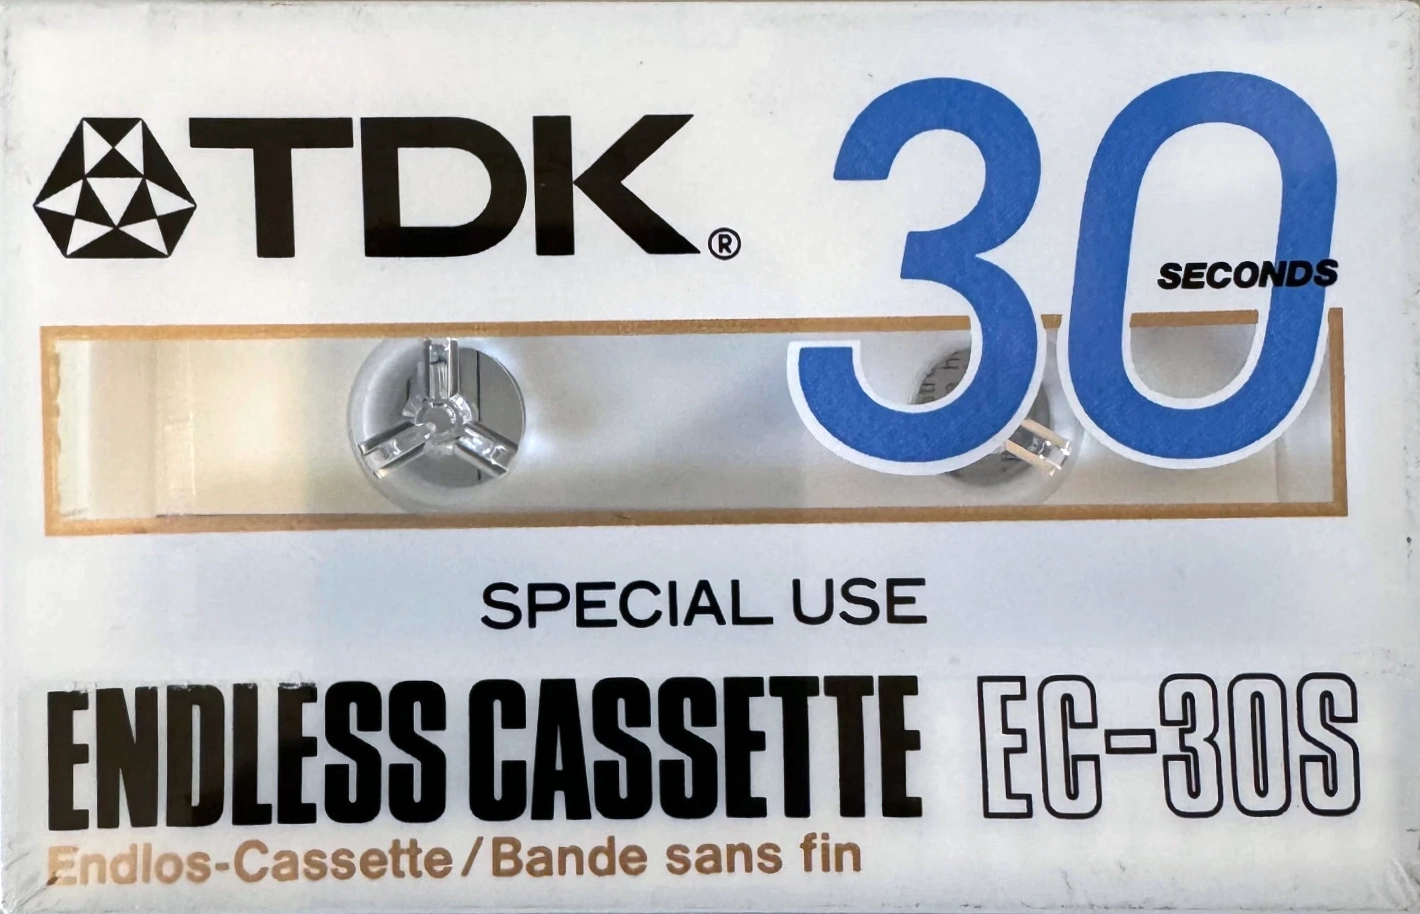 TDK®
30
SECONDS
SPECIAL USE
ENDLESS CASSETTE EC-30S
Endlos-Cassette/Bande sans fin